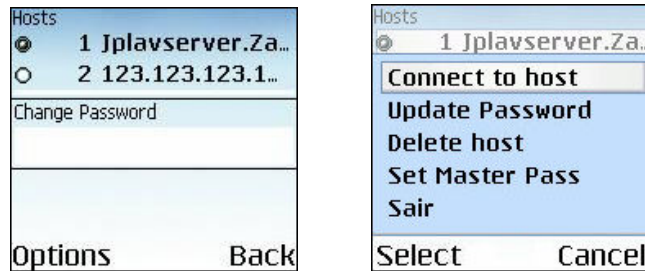 Hosts
1 Jplavserver.Za...
2 123.123.123.1...
Change Password
Options Back
Hosts
1 Jplavserver.Za..
Connect to host
Update Password
Delete host
Set Master Pass
Sair
Select Cancel